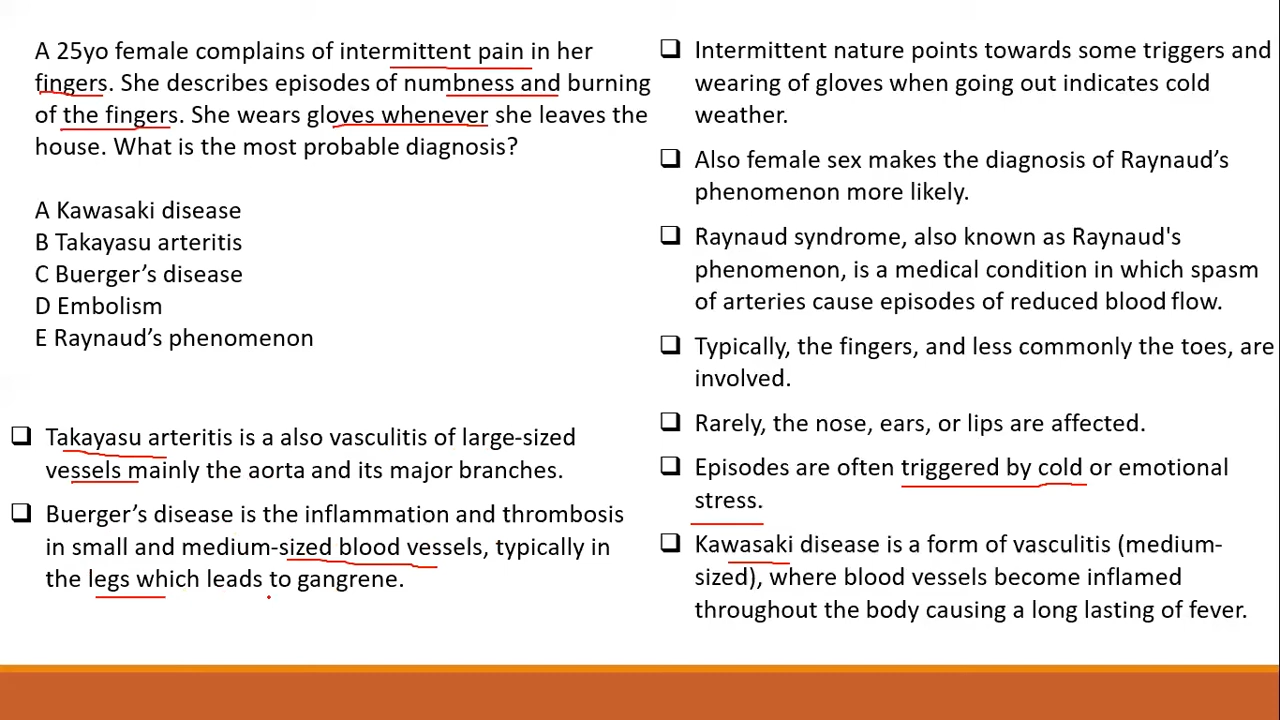 A 25yo female complains of intermittent pain in her
fingers. She describes episodes of numbness and burning
of the fingers. She wears gloves whenever she leaves the
house. What is the most probable diagnosis?
A Kawasaki disease
B Takayasu arteritis
C Buerger’s disease
D Embolism
E Raynaud’s phenomenon
Takayasu arteritis is a also vasculitis of large-sized
vessels mainly the aorta and its major branches.
Buerger’s disease is the inflammation and thrombosis
in small and medium-sized blood vessels, typically in
the legs which leads to gangrene.
Intermittent nature points towards some triggers and
wearing of gloves when going out indicates cold
weather.
Also female sex makes the diagnosis of Raynaud’s
phenomenon more likely.
Raynaud syndrome, also known as Raynaud's
phenomenon, is a medical condition in which spasm
of arteries cause episodes of reduced blood flow.
Typically, the fingers, and less commonly the toes, are
involved.
Rarely, the nose, ears, or lips are affected.
Episodes are often triggered by cold or emotional
stress.
Kawasaki disease is a form of vasculitis (medium-
sized), where blood vessels become inflamed
throughout the body causing a long lasting of fever.